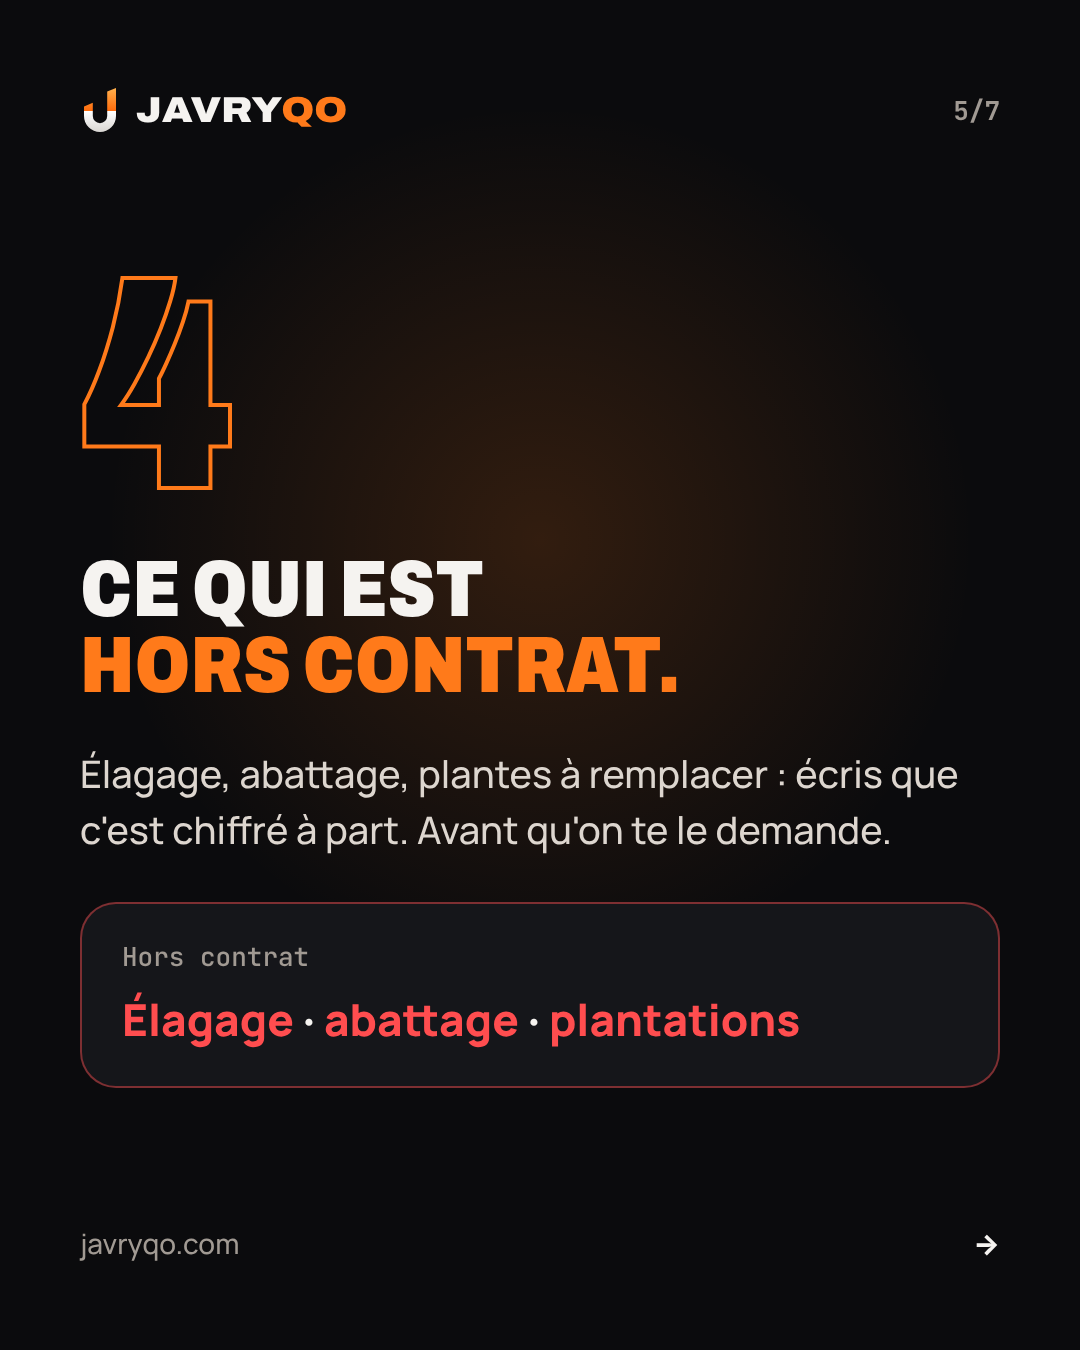 JAVRYQO
5/7
4
CE QUI EST
HORS CONTRAT.
Élagage, abattage, plantes à remplacer : écris que
c'est chiffré à part. Avant qu'on te le demande.
Hors contrat
Élagage · abattage · plantations
javryqo.com
→